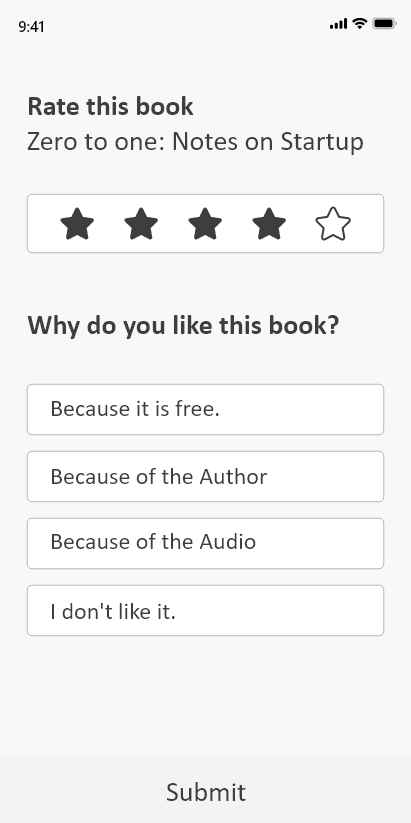 9:41
Rate this book
Zero to one: Notes on Startup
Why do you like this book?
Because it is free.
Because of the Author
Because of the Audio
I don't like it.
Submit